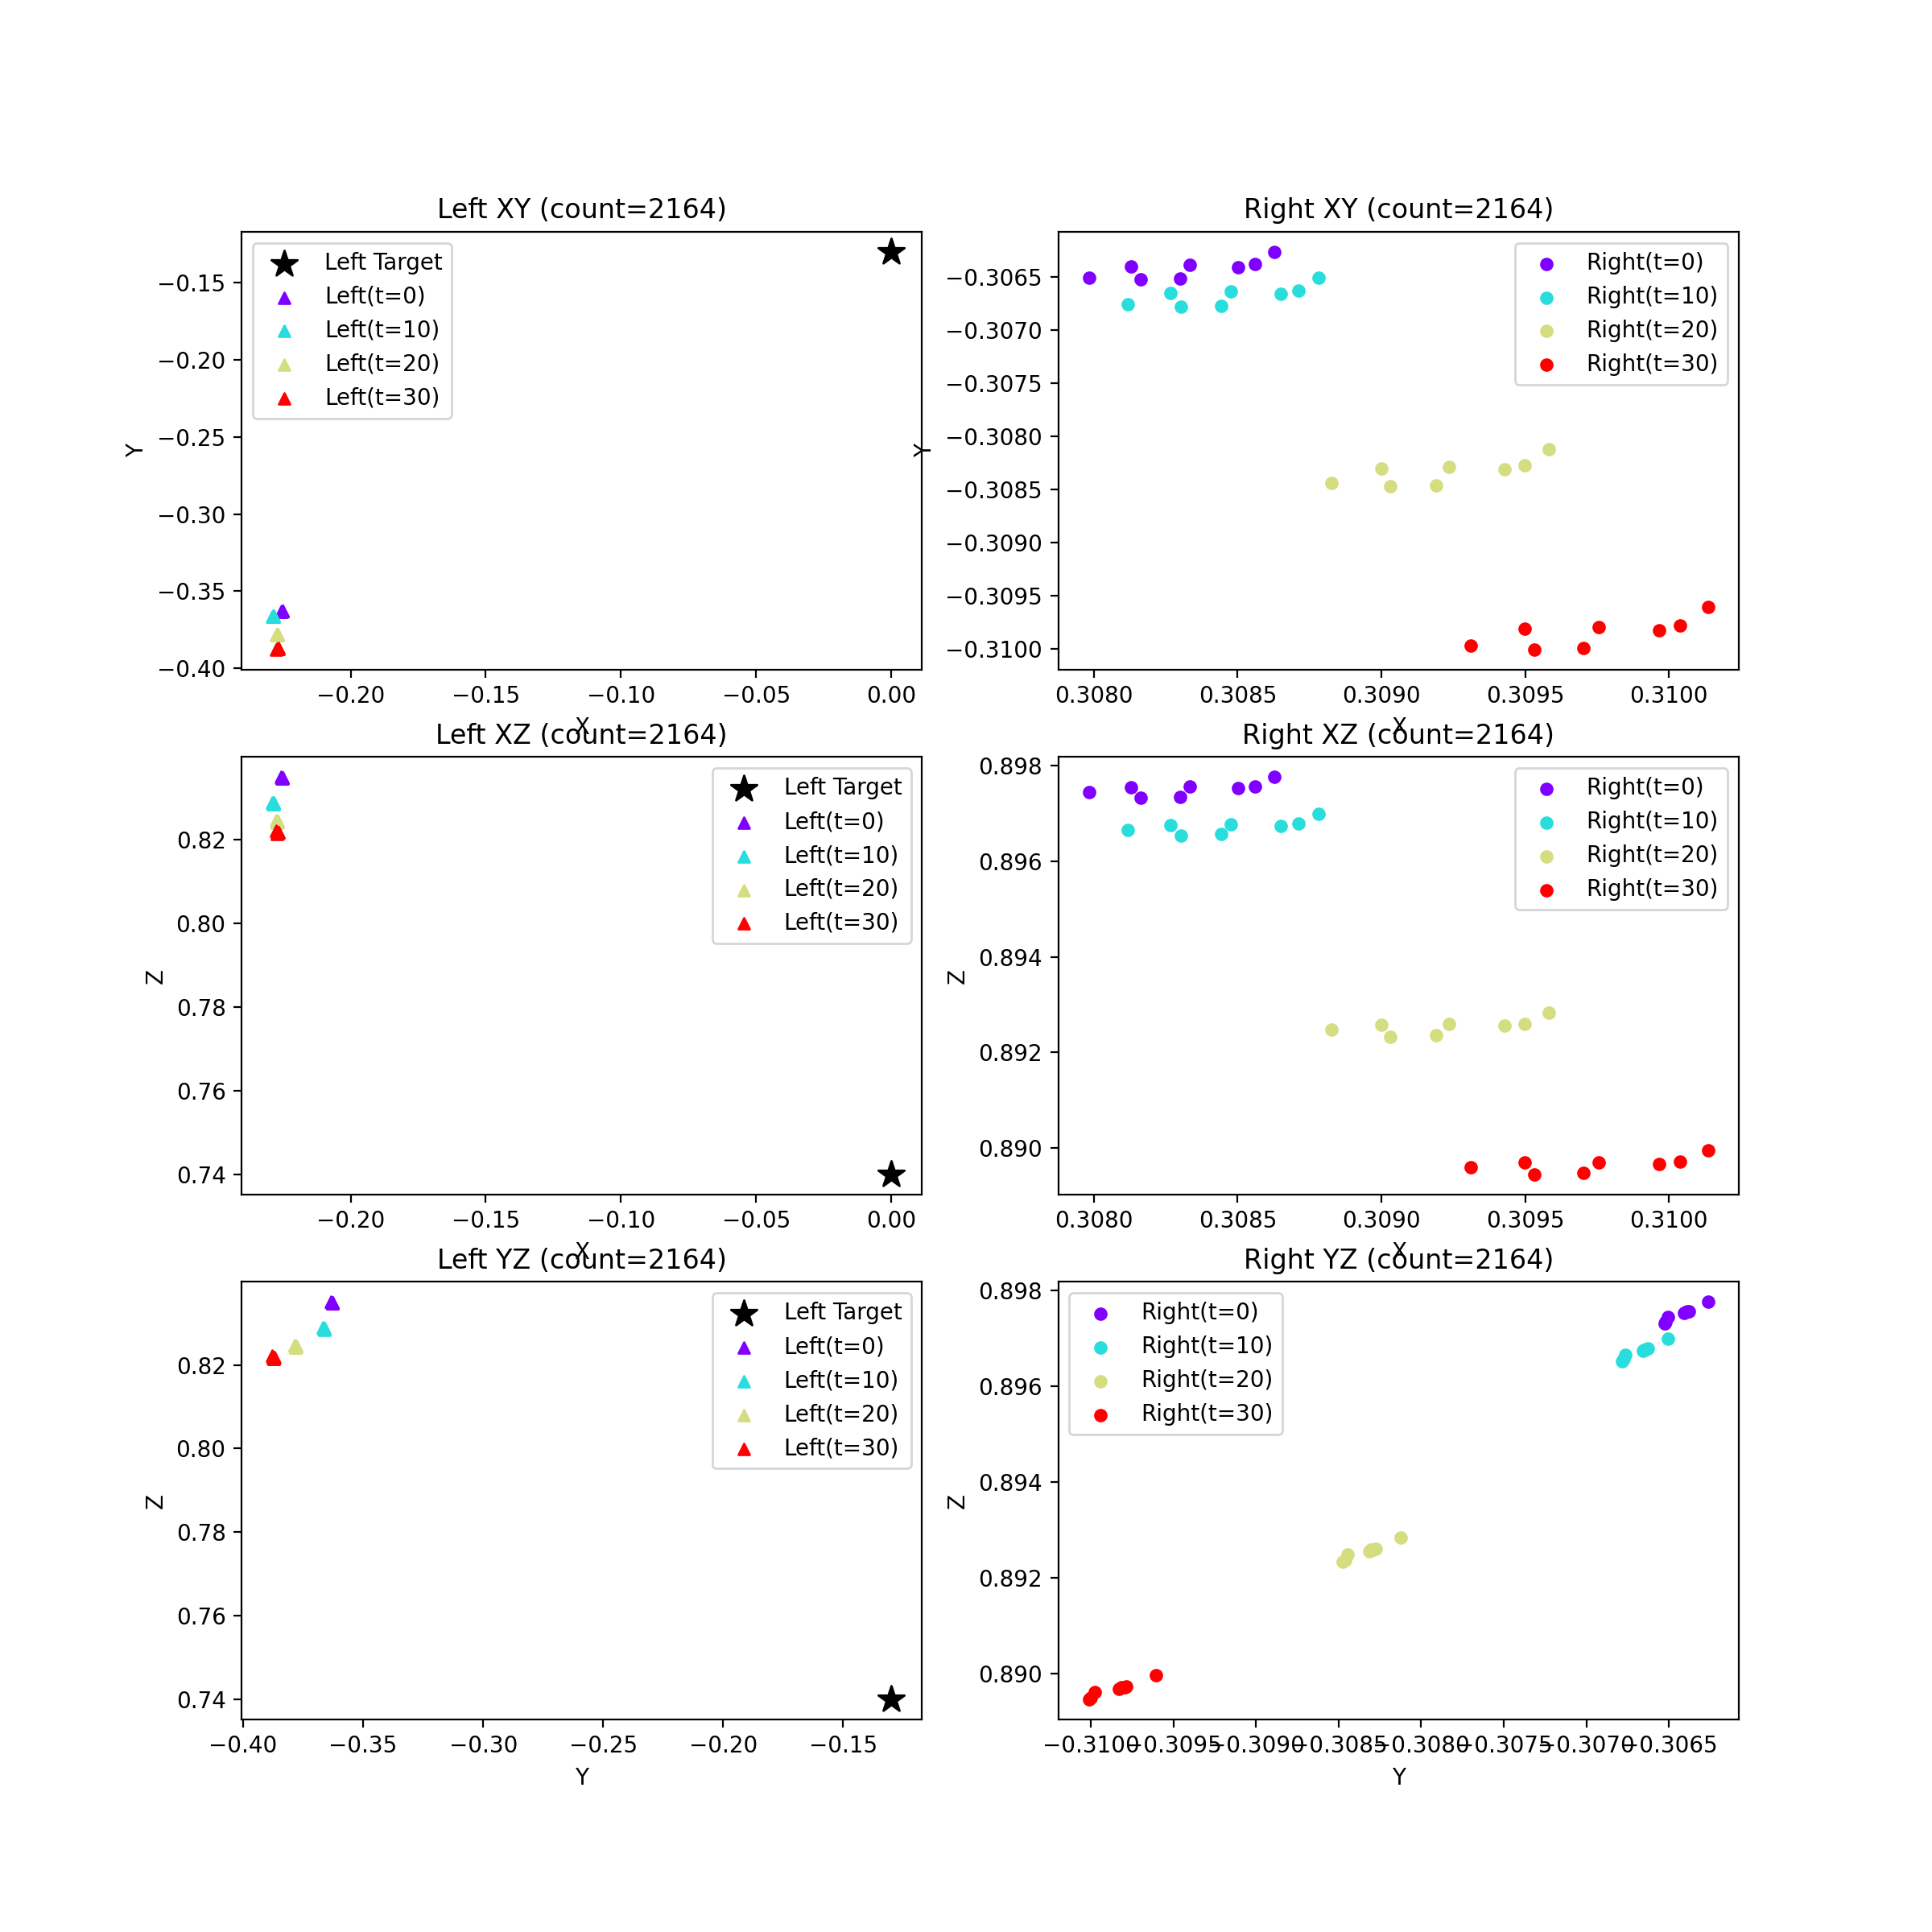 Left XY (count=2164)
−0.15
−0.20
−0.25
−0.30
−0.35
−0.40
Y
Left Target
Left(t=0)
Left(t=10)
Left(t=20)
Left(t=30)
−0.20 −0.15 −0.10 −0.05 0.00
X
Right XY (count=2164)
−0.3065
−0.3070
−0.3075
−0.3080
−0.3085
−0.3090
−0.3095
−0.3100
Y
Right(t=0)
Right(t=10)
Right(t=20)
Right(t=30)
0.3080 0.3085 0.3090 0.3095 0.3100
X
Left XZ (count=2164)
0.82
0.80
0.78
0.76
0.74
Z
Left Target
Left(t=0)
Left(t=10)
Left(t=20)
Left(t=30)
−0.20 −0.15 −0.10 −0.05 0.00
X
Right XZ (count=2164)
0.898
0.896
0.894
0.892
0.890
Z
Right(t=0)
Right(t=10)
Right(t=20)
Right(t=30)
0.3080 0.3085 0.3090 0.3095 0.3100
X
Left YZ (count=2164)
0.82
0.80
0.78
0.76
0.74
Z
Left Target
Left(t=0)
Left(t=10)
Left(t=20)
Left(t=30)
−0.40 −0.35 −0.30 −0.25 −0.20 −0.15
Y
Right YZ (count=2164)
0.898
0.896
0.894
0.892
0.890
Z
Right(t=0)
Right(t=10)
Right(t=20)
Right(t=30)
−0.3100 −0.3095 −0.3090 −0.3085 −0.3080 −0.3075 −0.3070 −0.3065
Y